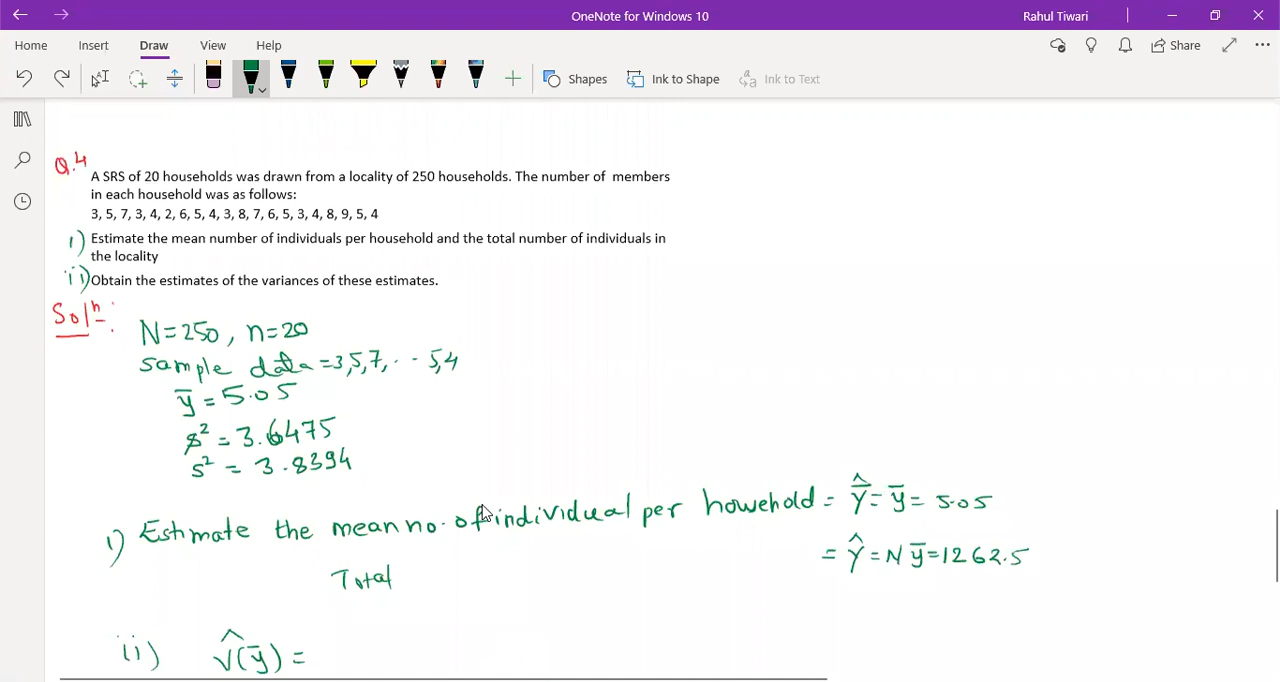 OneNote for Windows 10
Rahul Tiwari
Home Insert Draw View Help
Share
Shapes Ink to Shape Ink to Text
Q.4
A SRS of 20 households was drawn from a locality of 250 households. The number of members
in each household was as follows:
3, 5, 7, 3, 4, 2, 6, 5, 4, 3, 8, 7, 6, 5, 3, 4, 8, 9, 5, 4
i) Estimate the mean number of individuals per household and the total number of individuals in
the locality
ii) Obtain the estimates of the variances of these estimates.
Solⁿ:
N=250, n=20
sample data =3,5,7,... 5,4
y̅ = 5.05
s² = 3.6475
s² = 3.8394
i) Estimate the mean no. of individual per howehold = Y̅̂ = y̅ = 5.05
Total = Ŷ = N y̅ = 1262.5
ii) V̂(y̅) =